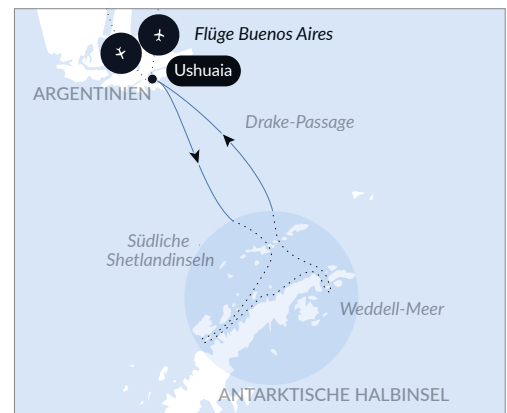 Flüge Buenos Aires
Ushuaia
ARGENTINIEN
Drake-Passage
Südliche
Shetlandinseln
Weddell-Meer
ANTARKTISCHE HALBINSEL